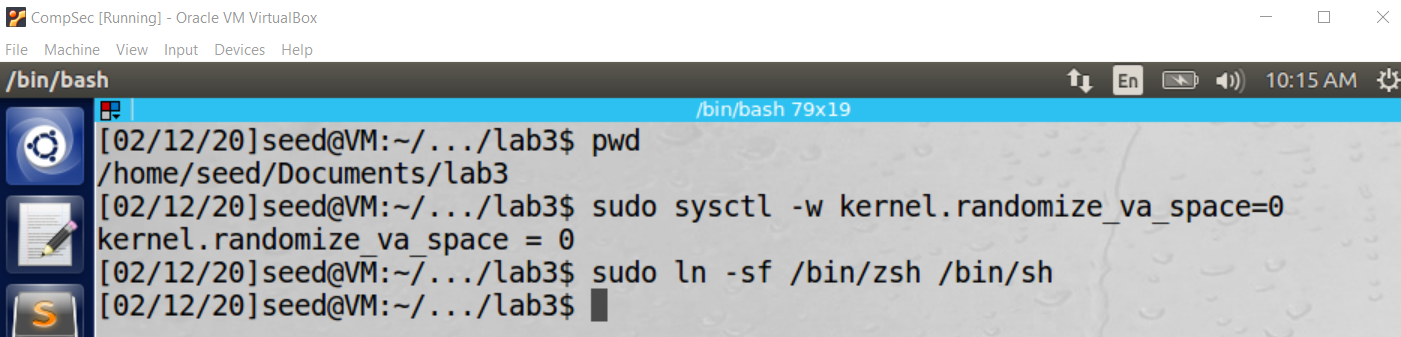 CompSec [Running] - Oracle VM VirtualBox
File Machine View Input Devices Help
/bin/bash En 10:15 AM
/bin/bash 79x19
[02/12/20]seed@VM:~/.../lab3$ pwd
/home/seed/Documents/lab3
[02/12/20]seed@VM:~/.../lab3$ sudo sysctl -w kernel.randomize_va_space=0
kernel.randomize_va_space = 0
[02/12/20]seed@VM:~/.../lab3$ sudo ln -sf /bin/zsh /bin/sh
[02/12/20]seed@VM:~/.../lab3$
S